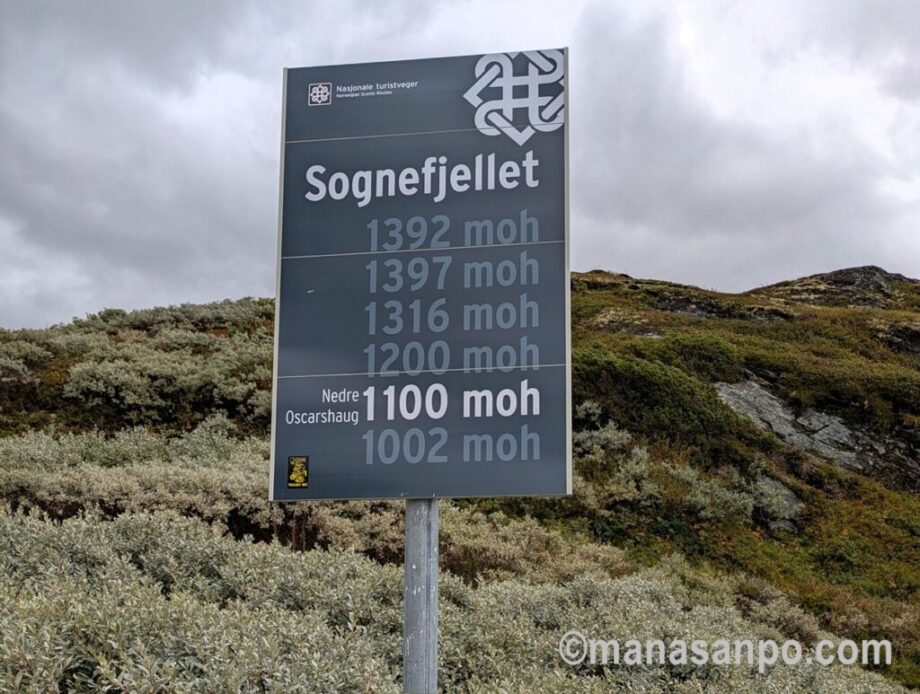 Nasjonale turistveger
Norwegian Scenic Routes
Sognefjellet
1392 moh
1397 moh
1316 moh
1200 moh
Nedre
Oscarshaug 1100 moh
1002 moh
©manasanpo.com